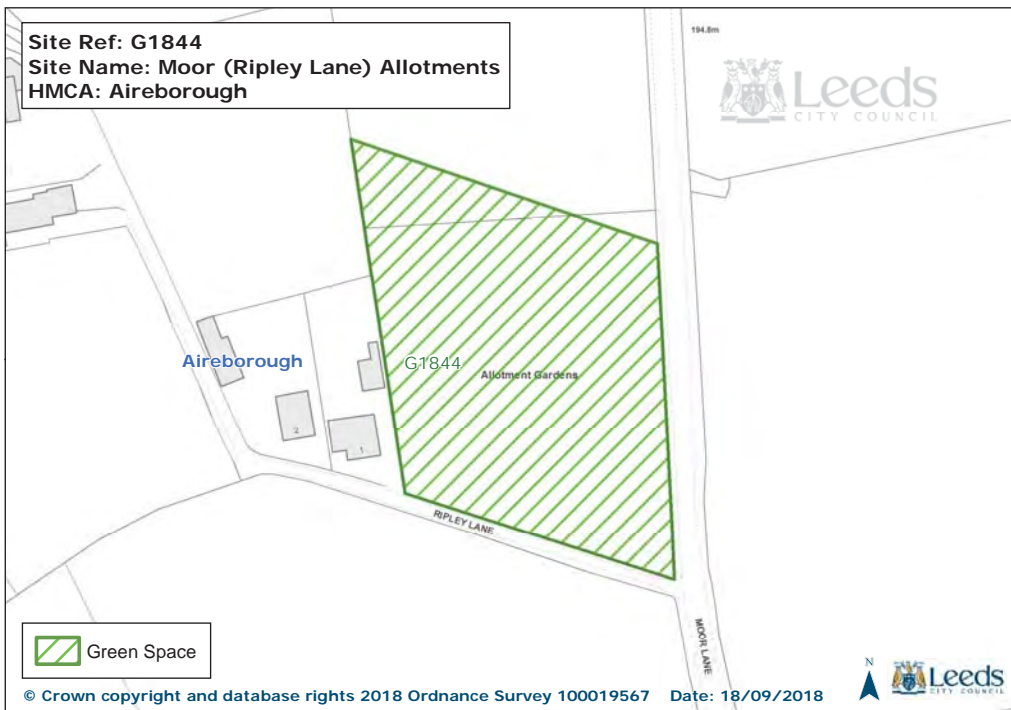 Site Ref: G1844
Site Name: Moor (Ripley Lane) Allotments
HMCA: Aireborough
194.8m
Leeds
CITY COUNCIL
Aireborough
G1844
Allotment Gardens
2
1
RIPLEY LANE
MOOR LANE
Green Space
N
Leeds
CITY COUNCIL
© Crown copyright and database rights 2018 Ordnance Survey 100019567 Date: 18/09/2018